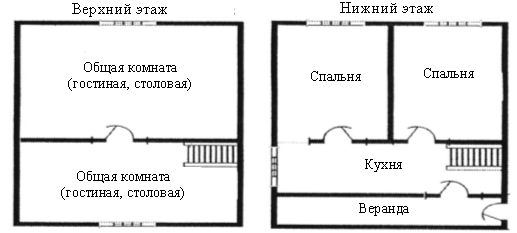 Верхний этаж
Общая комната
(гостиная, столовая)
Общая комната
(гостиная, столовая)
Нижний этаж
Спальня
Спальня
Кухня
Веранда